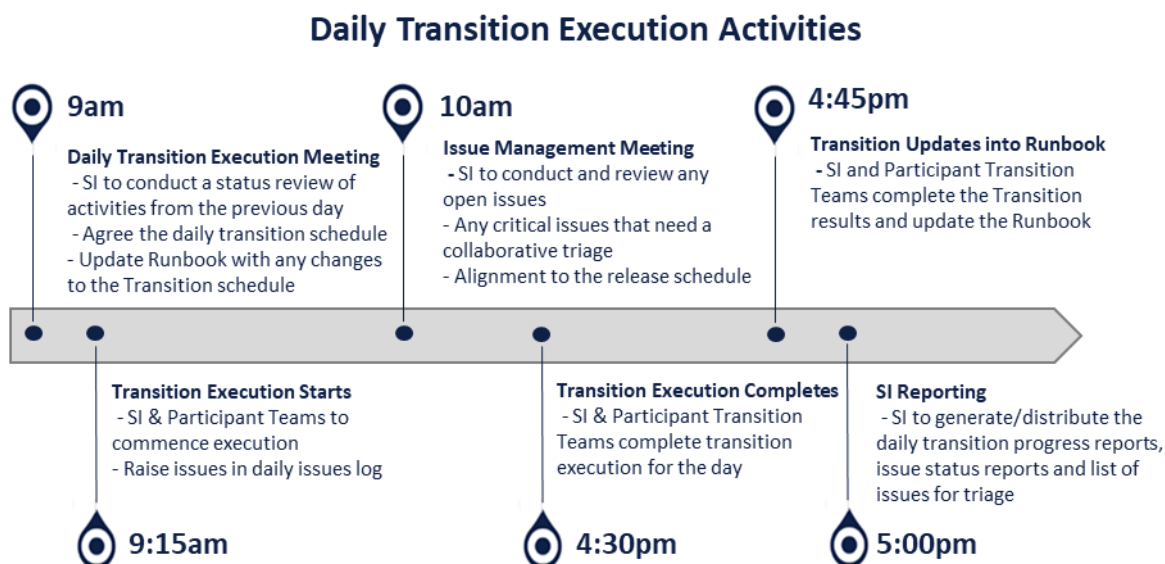 Daily Transition Execution Activities
9am
Daily Transition Execution Meeting
- SI to conduct a status review of
activities from the previous day
- Agree the daily transition schedule
- Update Runbook with any changes
to the Transition schedule
10am
Issue Management Meeting
- SI to conduct and review any
open issues
- Any critical issues that need a
collaborative triage
- Alignment to the release schedule
4:45pm
Transition Updates into Runbook
- SI and Participant Transition
Teams complete the Transition
results and update the Runbook
Transition Execution Starts
- SI & Participant Teams to
commence execution
- Raise issues in daily issues log
9:15am
Transition Execution Completes
- SI & Participant Transition
Teams complete transition
execution for the day
4:30pm
SI Reporting
- SI to generate/distribute the
daily transition progress reports,
issue status reports and list of
issues for triage
5:00pm